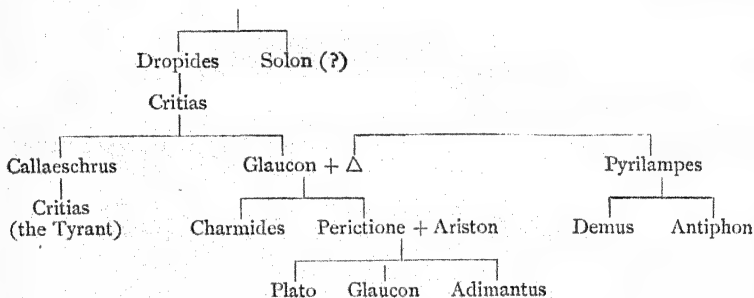 Dropides Solon (?)
Critias
Callaeschrus Glaucon + Δ Pyrilampes
Critias
(the Tyrant) Charmides Perictione + Ariston Demus Antiphon
Plato Glaucon Adimantus